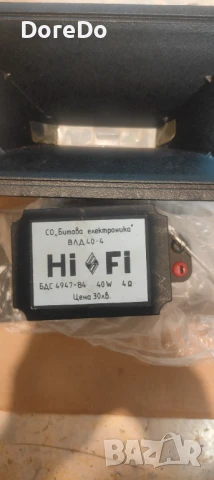 DoreDo
СО „Битова електроника"
ВЛД 40-4
Hi Fi
БДС 4947-84 40W 4Ω
Цена 30лв.
BAZAR